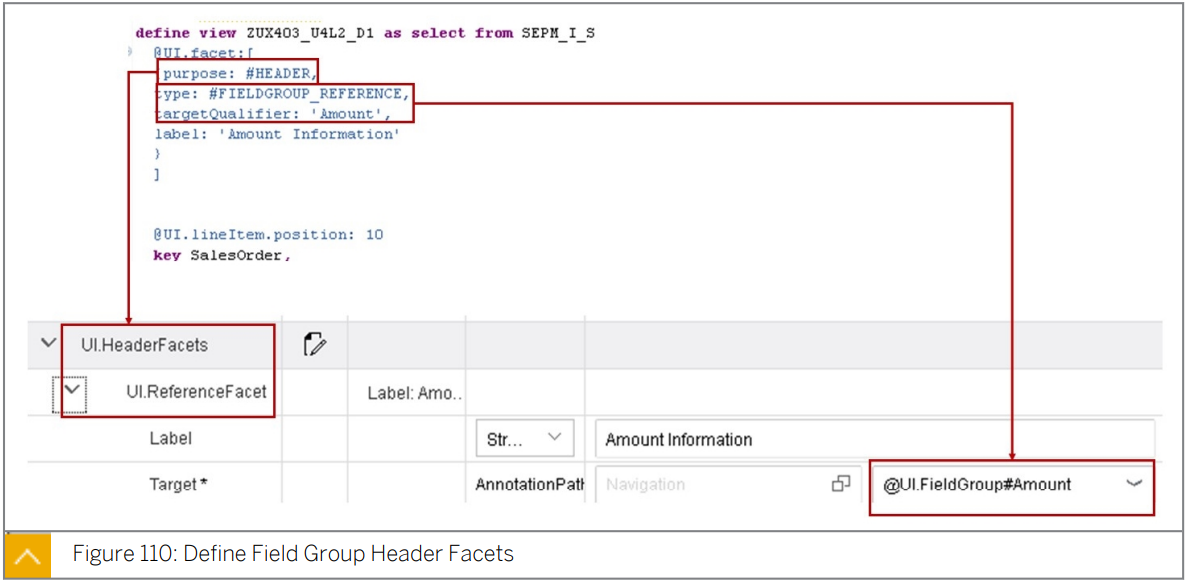 define view ZUX403_U4L2_D1 as select from SEPM_I_S
@UI.facet:[
purpose: #HEADER,
type: #FIELDGROUP_REFERENCE,
targetQualifier: 'Amount',
label: 'Amount Information'
}
]
@UI.lineItem.position: 10
key SalesOrder,
UI.HeaderFacets
UI.ReferenceFacet Label: Amo..
Label Str... Amount Information
Target* AnnotationPath Navigation @UI.FieldGroup#Amount
Figure 110: Define Field Group Header Facets